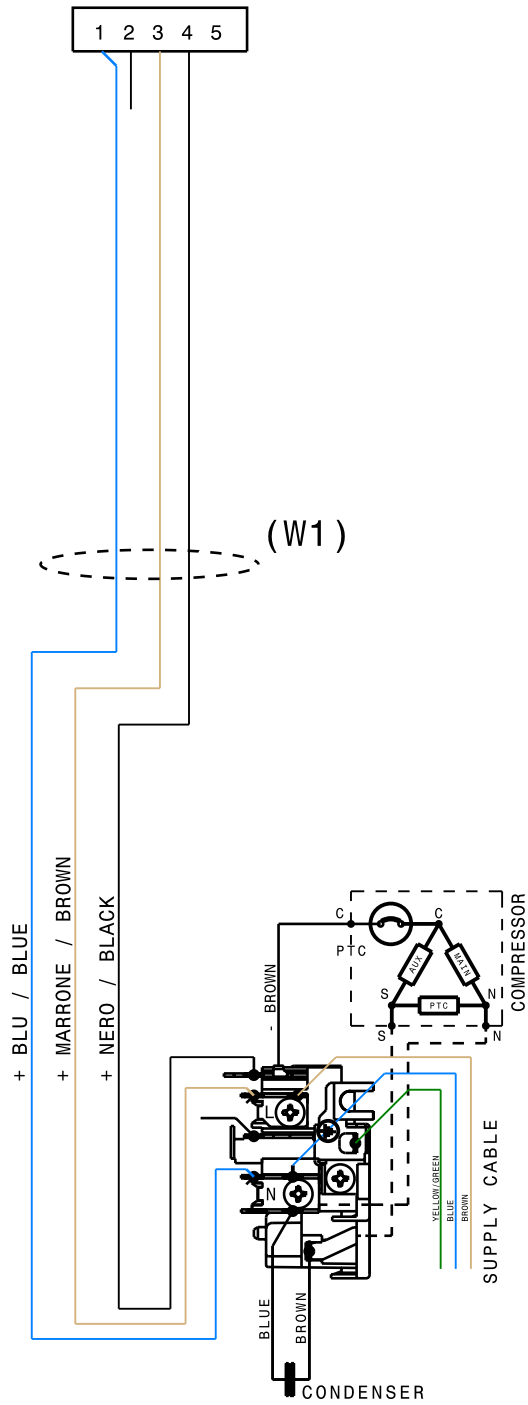 1 2 3 4 5
(W1)
+ BLU / BLUE
+ MARRONE / BROWN
+ NERO / BLACK
- BROWN
C
PTC
C
AUX
MAIN
S
PTC
N
S
N
COMPRESSOR
L
N
YELLOW/GREEN
BLUE
BROWN
SUPPLY CABLE
BLUE
BROWN
CONDENSER